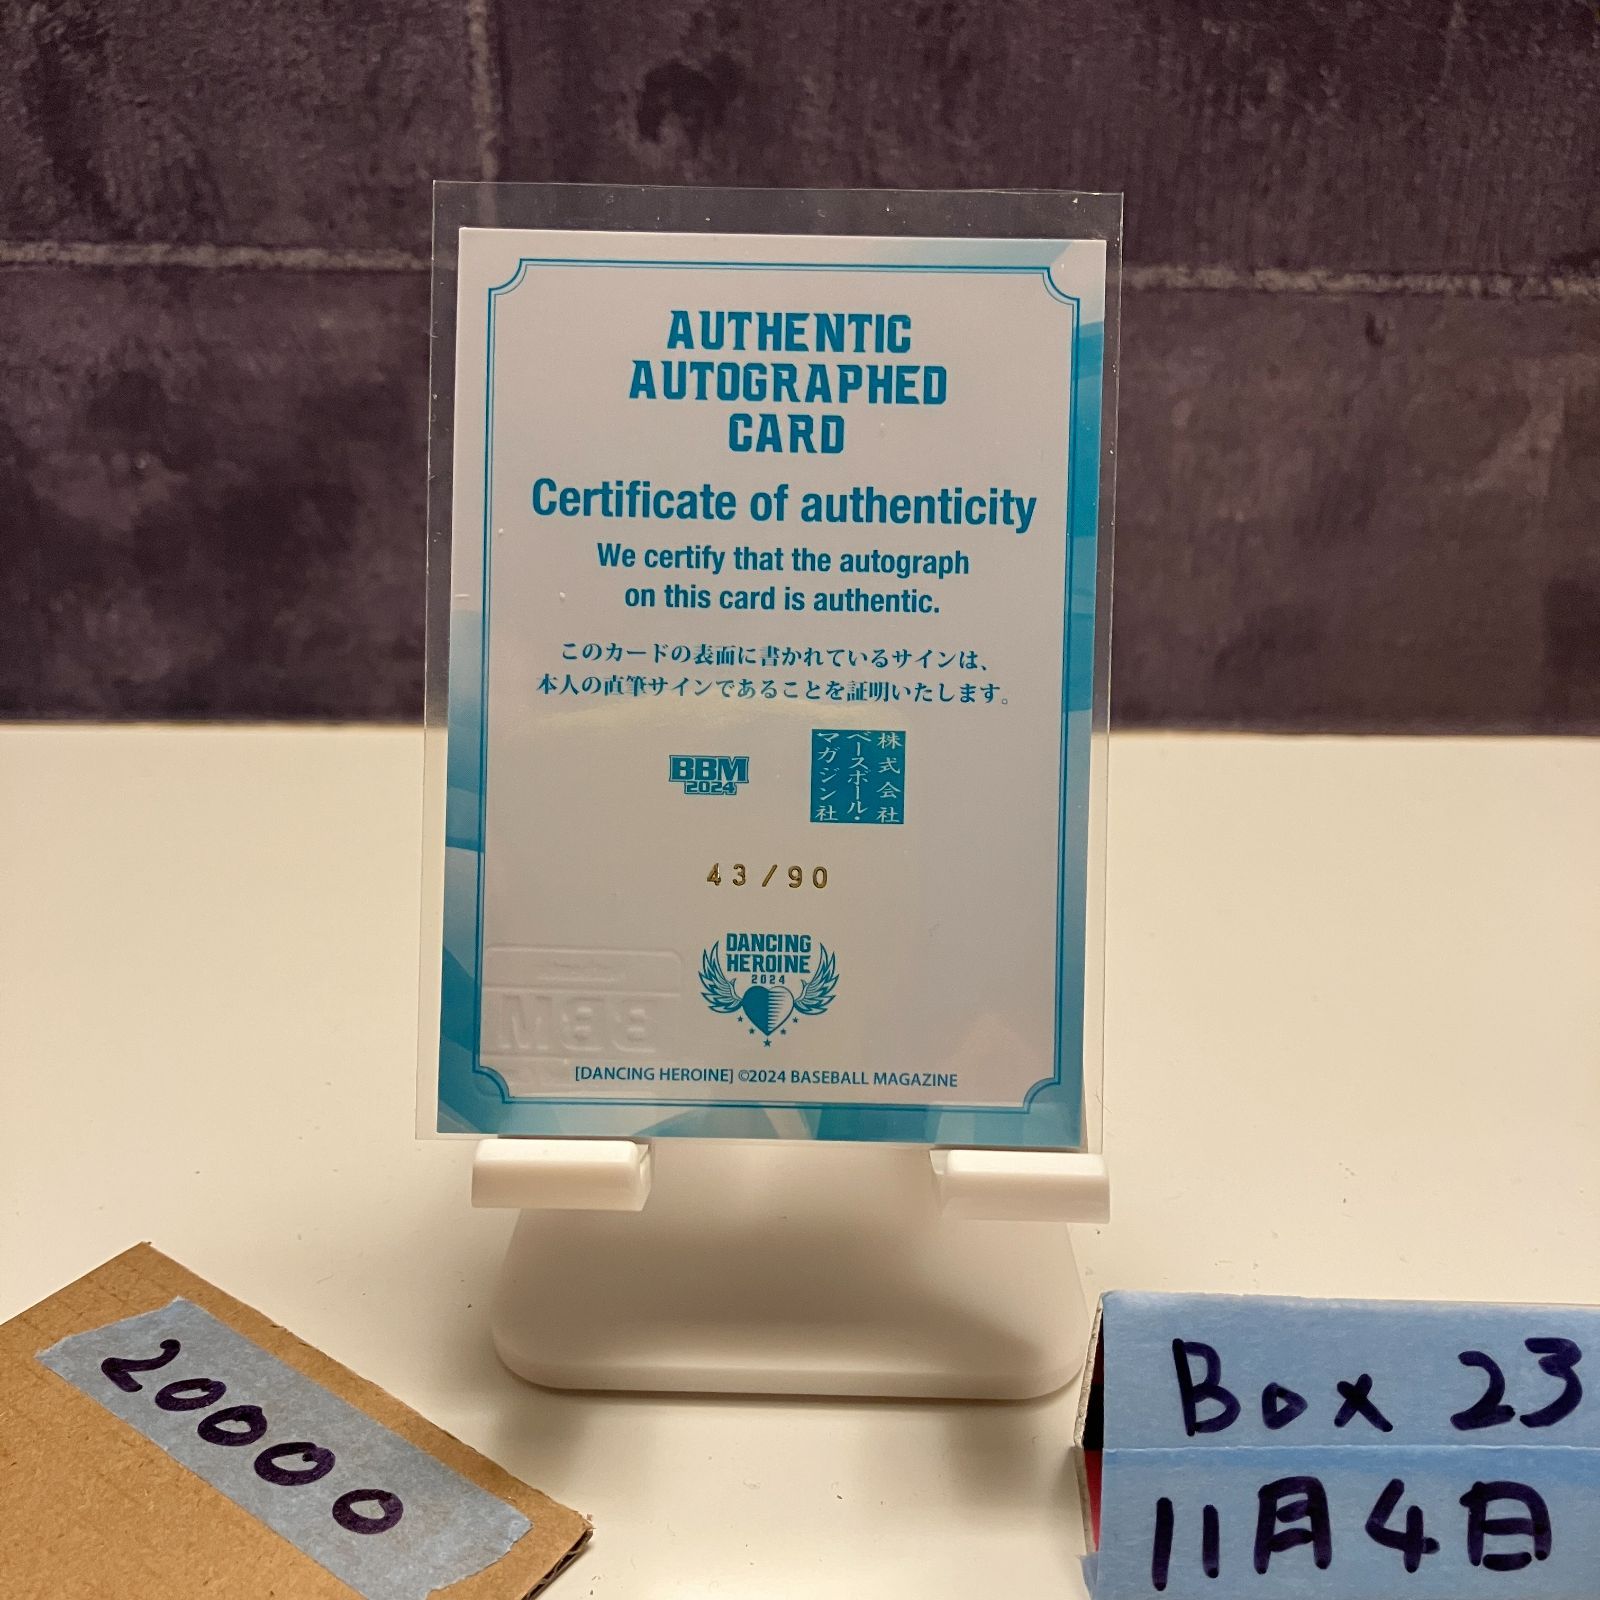 AUTHENTIC
AUTOGRAPHED
CARD
Certificate of authenticity
We certify that the autograph
on this card is authentic.
このカードの表面に書かれているサインは、
本人の直筆サインであることを証明いたします。
BBM
2024
株式会社
ベースボール・
マガジン社
43/90
DANCING
HEROINE
2024
BBM
[DANCING HEROINE] ©2024 BASEBALL MAGAZINE
20000
Box 23
11月4日